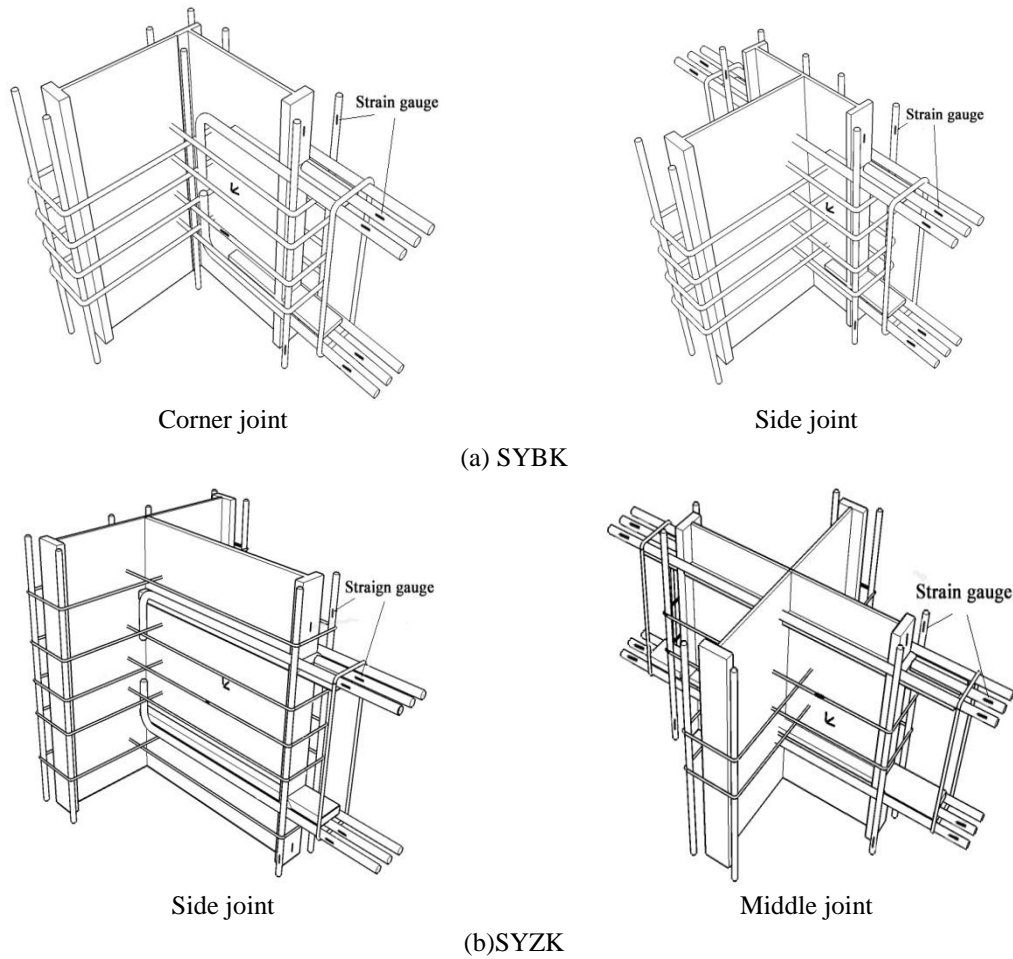 Strain gauge
Strain gauge
Corner joint
Side joint
(a) SYBK
Straign gauge
Strain gauge
Side joint
Middle joint
(b)SYZK